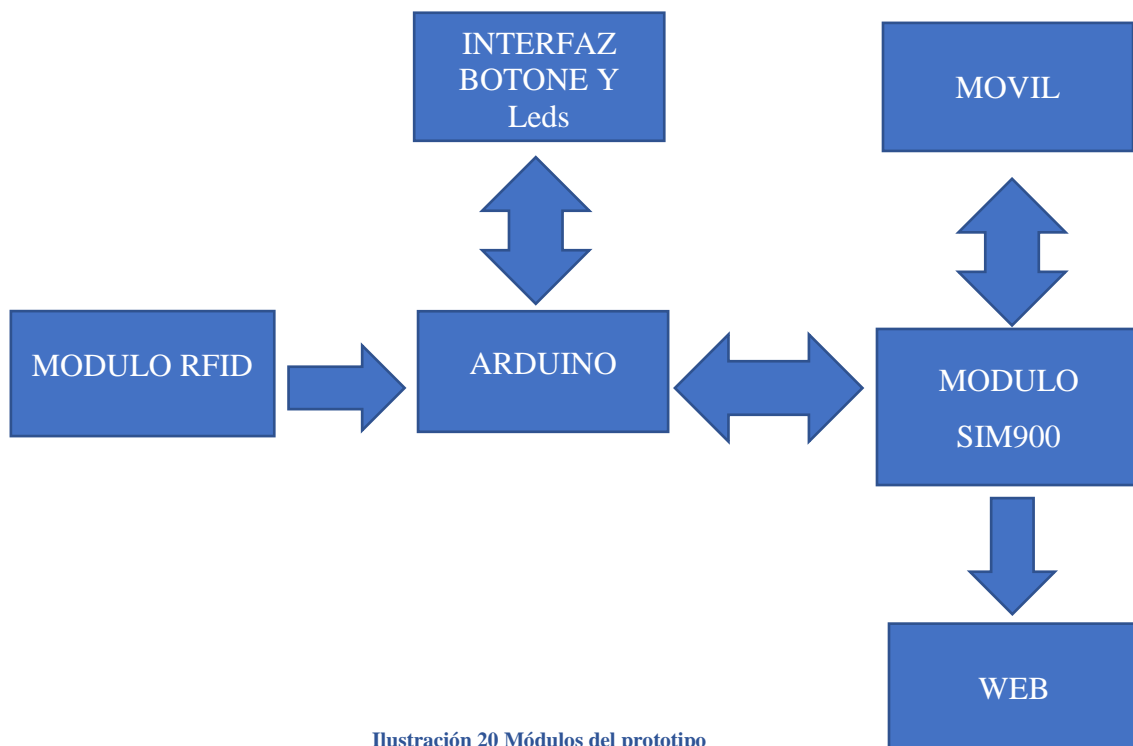 INTERFAZ
BOTONE Y
Leds
MOVIL
MODULO RFID
ARDUINO
MODULO
SIM900
WEB
Ilustración 20 Módulos del prototipo